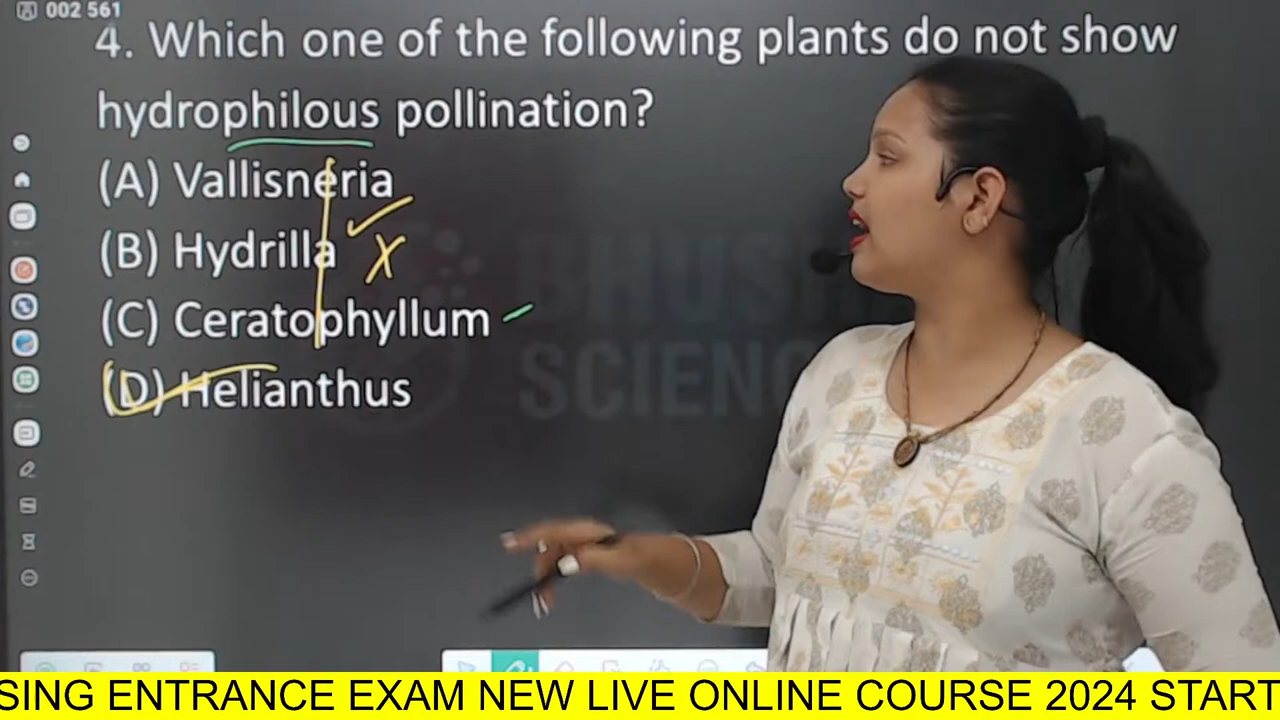 002 561
4. Which one of the following plants do not show
hydrophilous pollination?
(A) Vallisneria
(B) Hydrilla
(C) Ceratophyllum
(D) Helianthus
SING ENTRANCE EXAM NEW LIVE ONLINE COURSE 2024 START